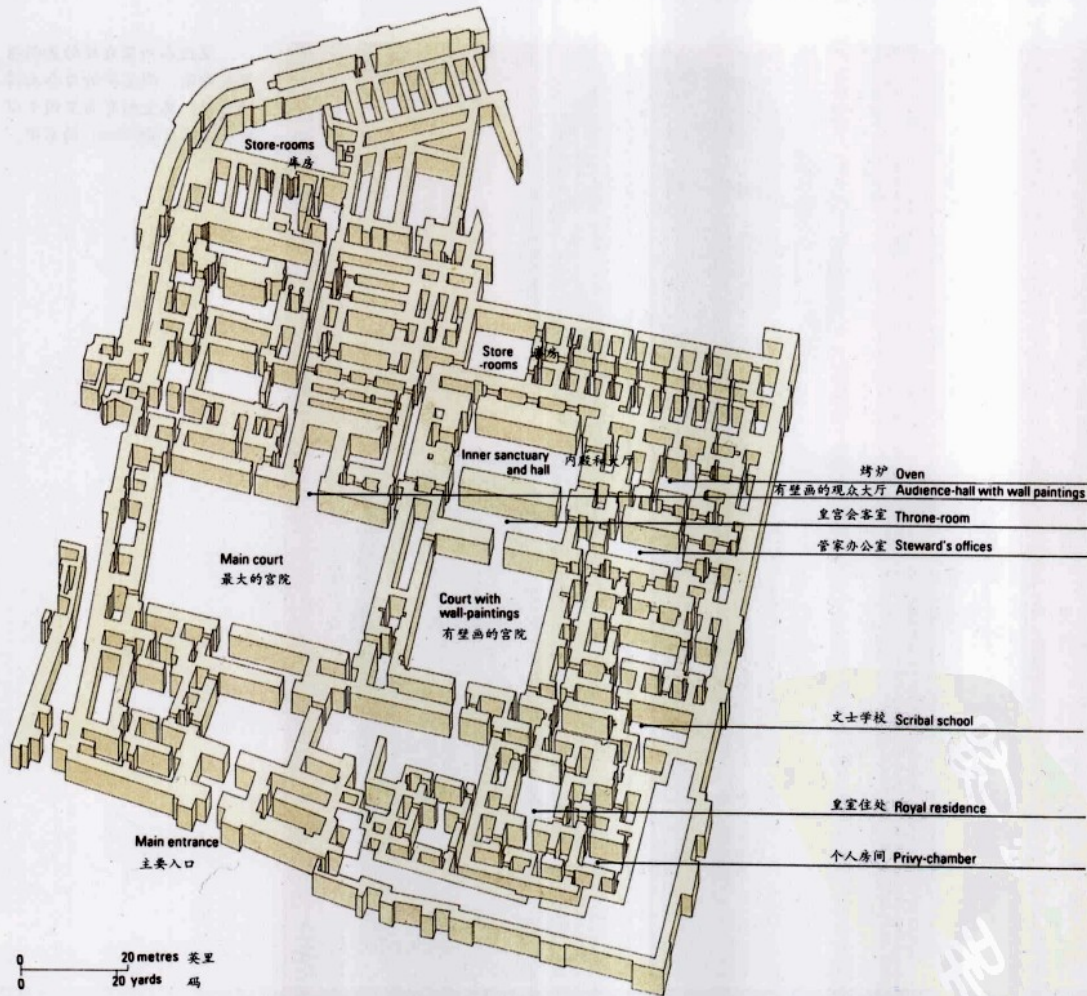 Store-rooms
库房
Store
-rooms
Inner sanctuary
and hall
内殿和大厅
烤炉 Oven
有壁画的观众大厅 Audience-hall with wall paintings
皇宫会客室 Throne-room
管家办公室 Steward's offices
Main court
最大的宫院
Court with
wall-paintings
有壁画的宫院
文士学校 Scribal school
皇室住处 Royal residence
个人房间 Privy-chamber
Main entrance
主要入口
0 20 metres 英里
0 20 yards 码